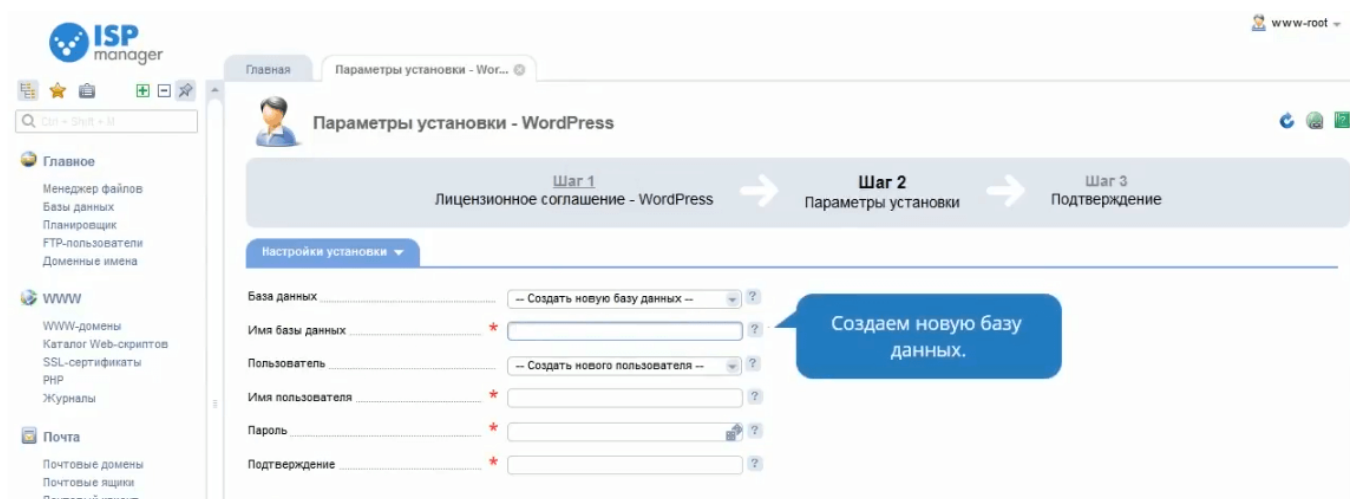 ISP
manager
www-root
Главная
Параметры установки - Wor...
Ctrl + Shift + M
Параметры установки - WordPress
Шаг 1
Лицензионное соглашение - WordPress
Шаг 2
Параметры установки
Шаг 3
Подтверждение
Главное
Менеджер файлов
Базы данных
Планировщик
FTP-пользователи
Доменные имена
WWW
WWW-домены
Каталог Web-скриптов
SSL-сертификаты
PHP
Журналы
Почта
Почтовые домены
Почтовые ящики
Настройки установки
База данных -- Создать новую базу данных -- ?
Имя базы данных * ?
Пользователь -- Создать нового пользователя -- ?
Имя пользователя * ?
Пароль * ?
Подтверждение * ?
Создаем новую базу
данных.